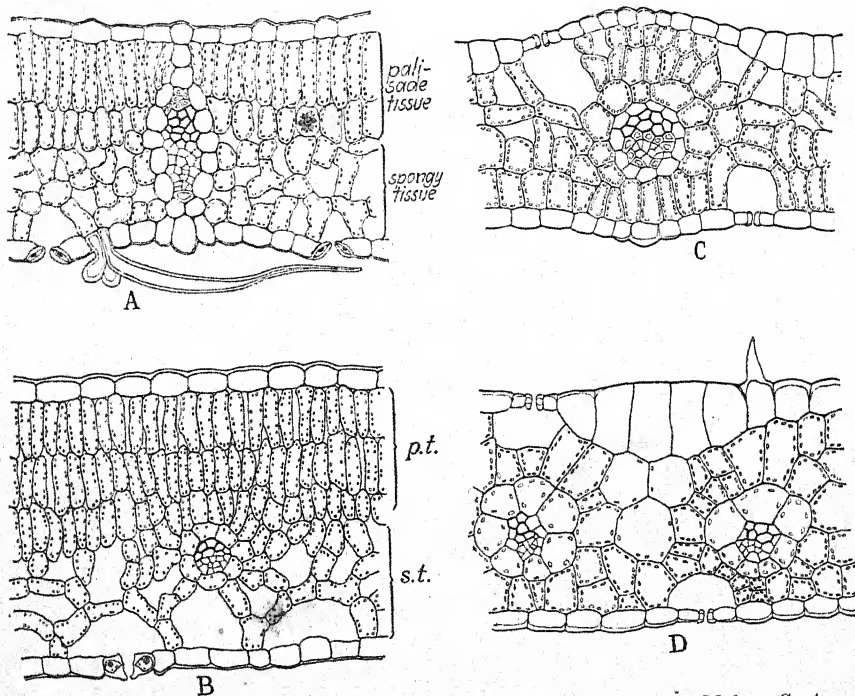 pali-
sade
tissue
spongy
tissue
A
C
p.t.
s.t.
B
D